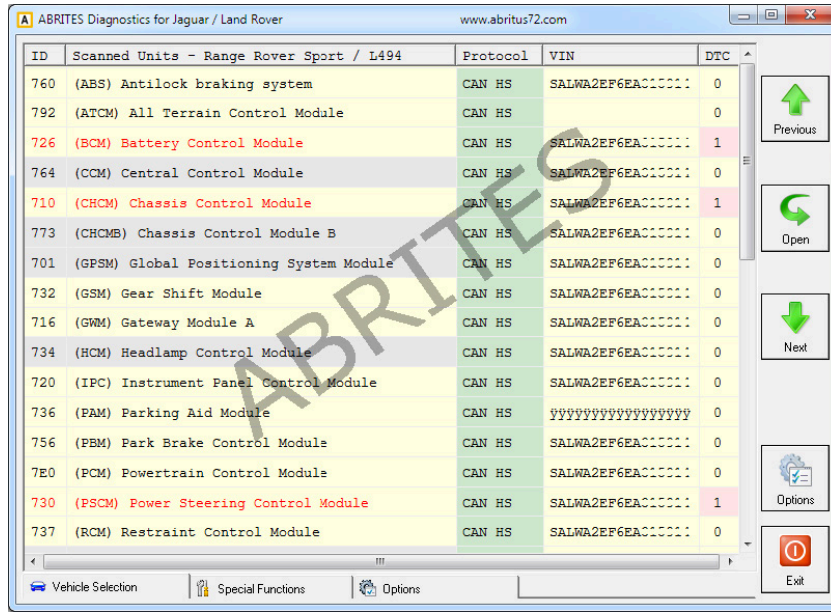 ABRITES Diagnostics for Jaguar / Land Rover www.abritus72.com
ID Scanned Units - Range Rover Sport / L494 Protocol VIN DTC
760 (ABS) Antilock braking system CAN HS 0
792 (ATCM) All Terrain Control Module CAN HS 0
726 (BCM) Battery Control Module CAN HS 1
764 (CCM) Central Control Module CAN HS 0
710 (CHCM) Chassis Control Module CAN HS 1
773 (CHCMB) Chassis Control Module B CAN HS 0
701 (GPSM) Global Positioning System Module CAN HS 0
732 (GSM) Gear Shift Module CAN HS 0
716 (GWM) Gateway Module A CAN HS 0
734 (HCM) Headlamp Control Module CAN HS 0
720 (IPC) Instrument Panel Control Module CAN HS 0
736 (PAM) Parking Aid Module CAN HS ÿÿÿÿÿÿÿÿÿÿÿÿÿÿÿÿÿ 0
756 (PBM) Park Brake Control Module CAN HS 0
7E0 (PCM) Powertrain Control Module CAN HS 0
730 (PSCM) Power Steering Control Module CAN HS 1
737 (RCM) Restraint Control Module CAN HS 0
ABRITES
Previous
Open
Next
Options
Exit
Vehicle Selection Special Functions Options